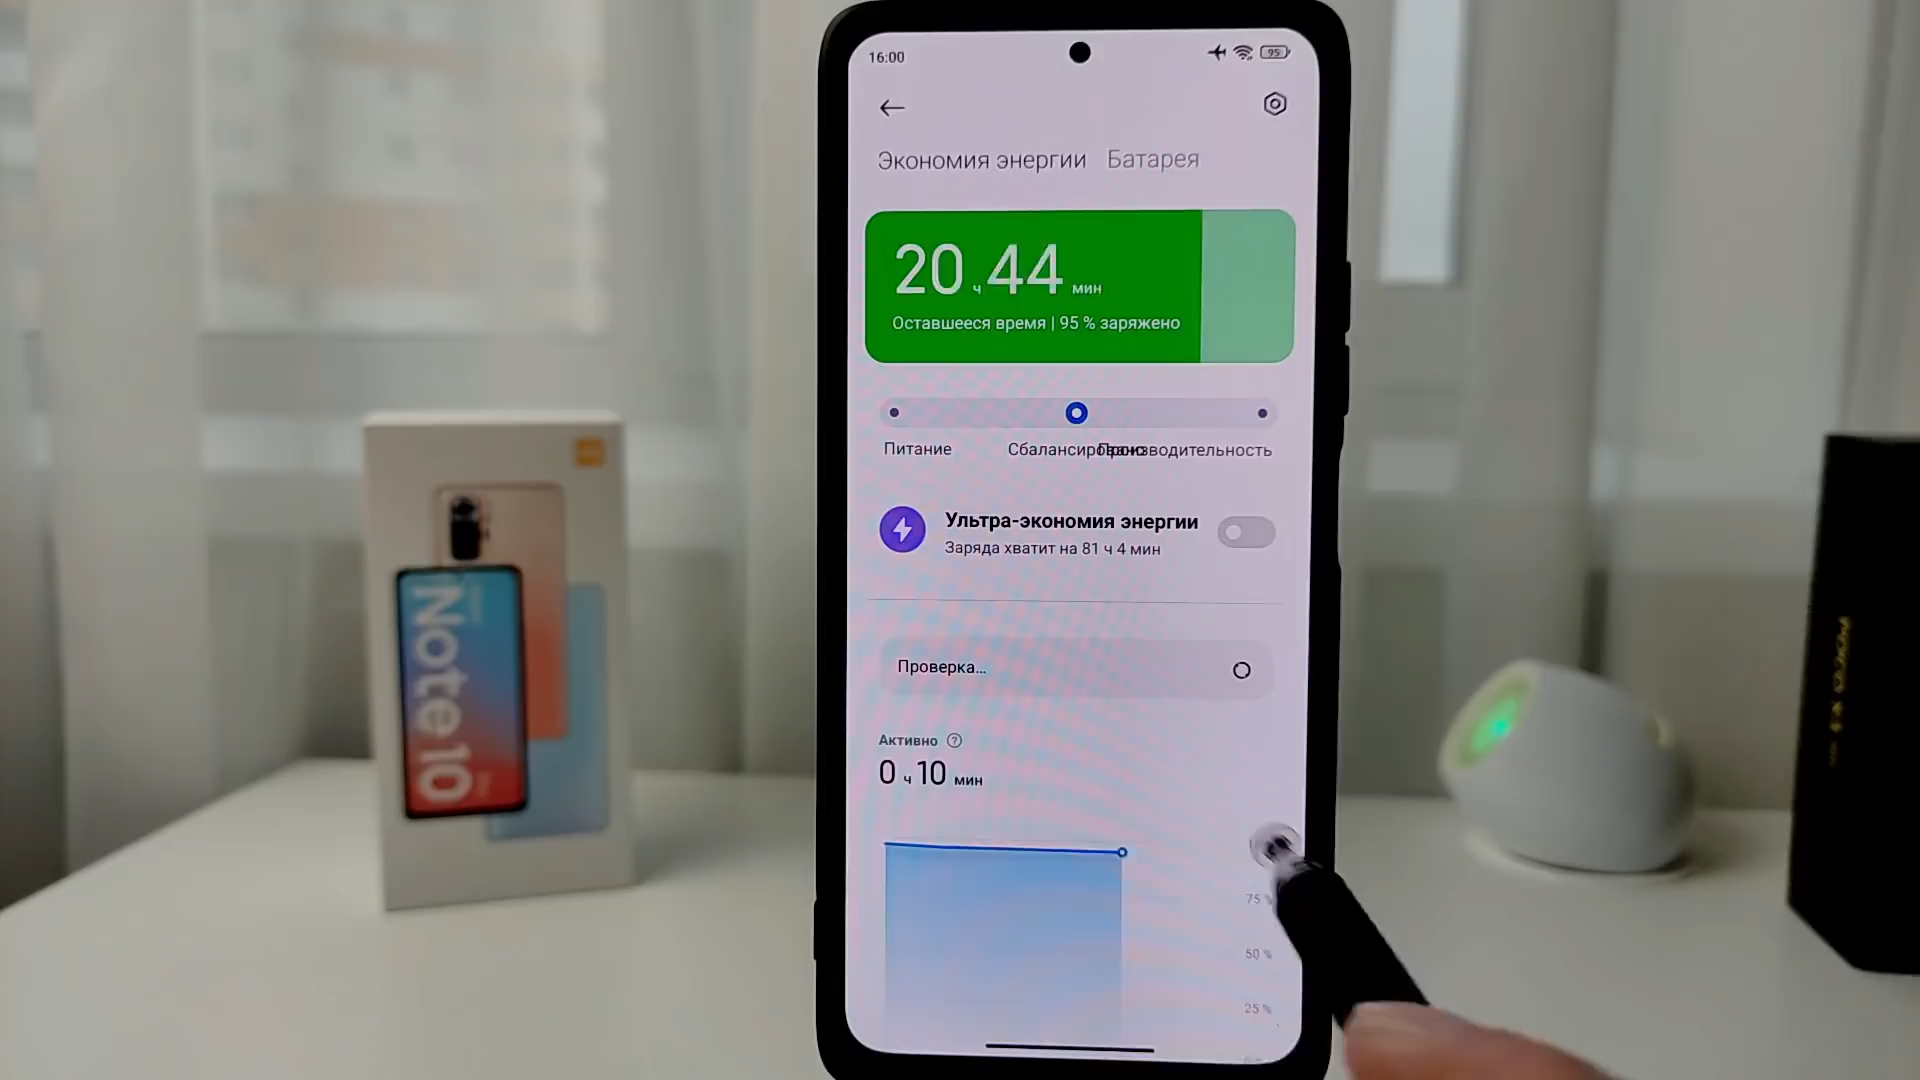 16:00
95
Экономия энергии Батарея
20 ч 44 мин
Оставшееся время | 95 % заряжено
Питание
Производительность
Ультра-экономия энергии
Заряда хватит на 81 ч 4 мин
Проверка...
Активно ?
0 ч 10 мин
75 %
50 %
25 %
Note 10